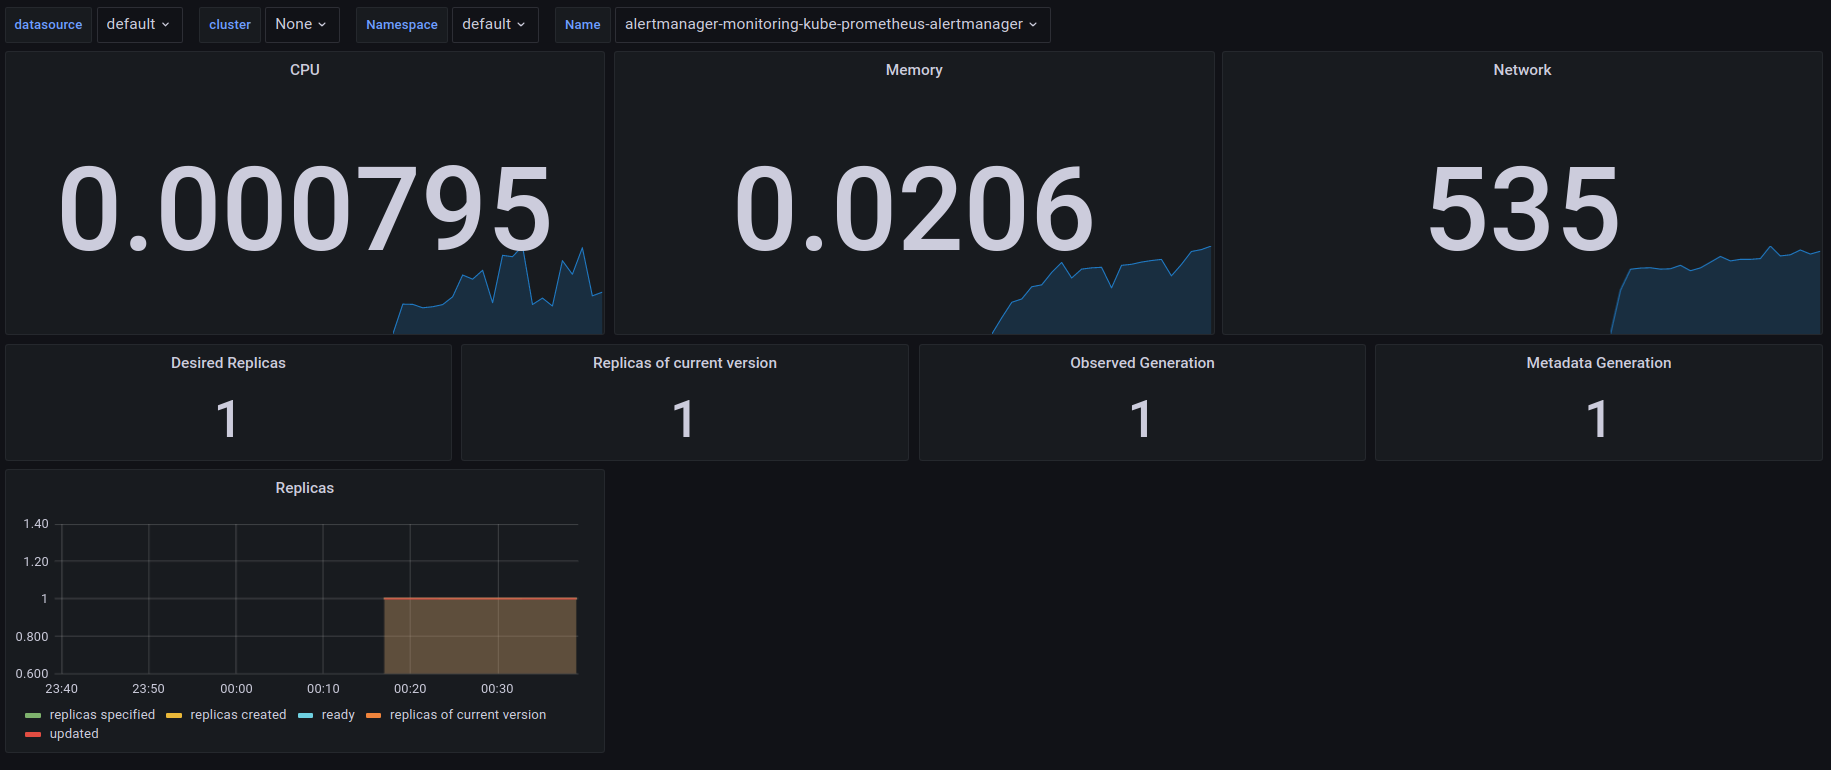 datasource default cluster None Namespace default Name alertmanager-monitoring-kube-prometheus-alertmanager
CPU
0.000795
Memory
0.0206
Network
535
Desired Replicas
1
Replicas of current version
1
Observed Generation
1
Metadata Generation
1
Replicas
1.40
1.20
1
0.800
0.600
23:40 23:50 00:00 00:10 00:20 00:30
replicas specified replicas created ready replicas of current version
updated